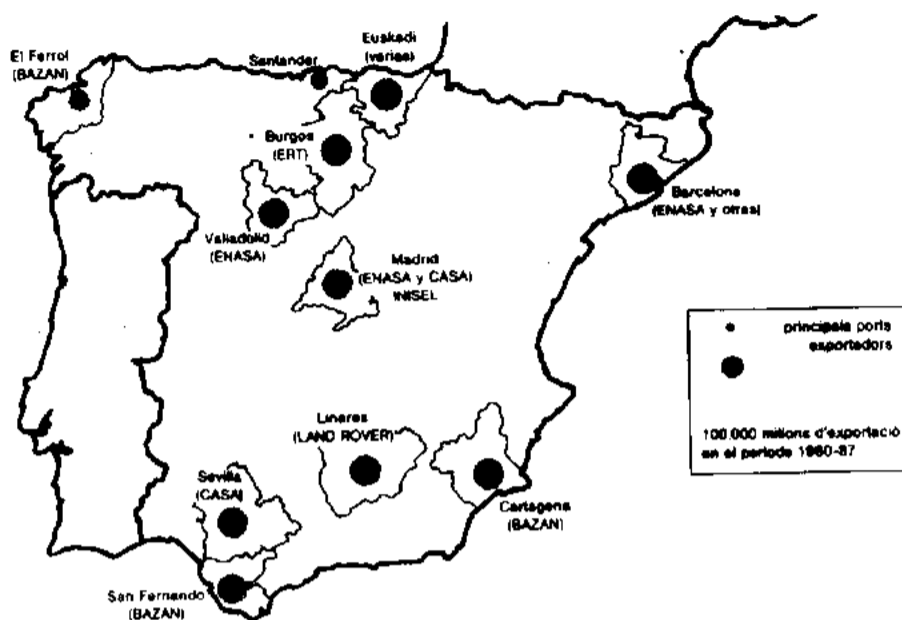 El Ferrol
(BAZAN)
Santander
Euskadi
(varias)
Burgos
(ERT)
Valladolid
(ENASA)
Madrid
(ENASA y CASA)
INISEL
Barcelona
(ENASA y otras)
Linares
(LAND ROVER)
Sevilla
(CASA)
Cartagena
(BAZAN)
San Fernando
(BAZAN)
principals ports
exportadors
100.000 milions d'exportació
en el periode 1980-87